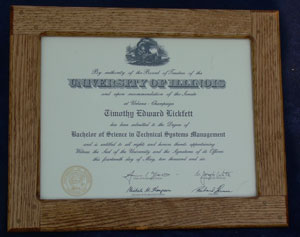 By authority of the Board of Trustees of the
UNIVERSITY OF ILLINOIS
and upon recommendation of the Senate
at Urbana-Champaign
Timothy Edward Lickfett
has been admitted to the Degree of
Bachelor of Science in Technical Systems Management
and is entitled to all rights and honors thereto appertaining
Witness the Seal of the University and the Signatures of its Officers
this fourteenth day of May, two thousand and six